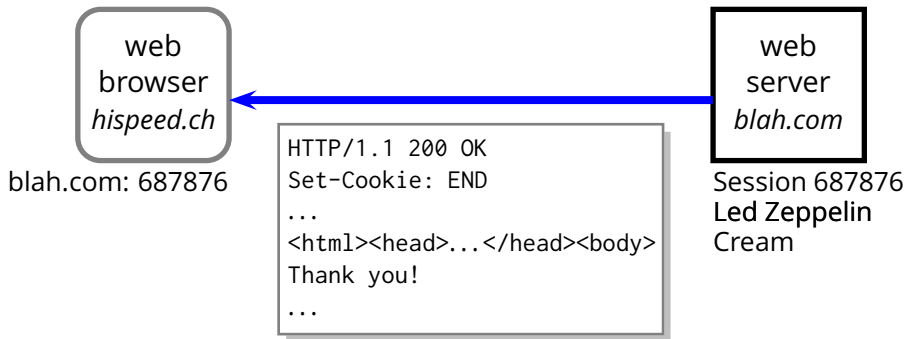 web
browser
hispeed.ch
blah.com: 687876
HTTP/1.1 200 OK
Set-Cookie: END
...
<html><head>...</head><body>
Thank you!
...
web
server
blah.com
Session 687876
Led Zeppelin
Cream